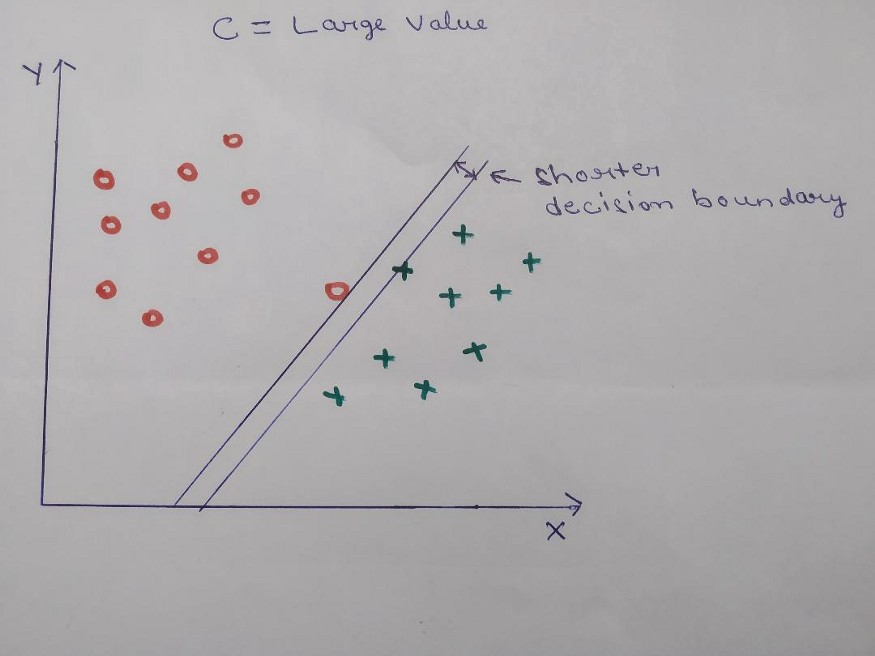 C = Large Value
Y
shorter
decision boundary
X